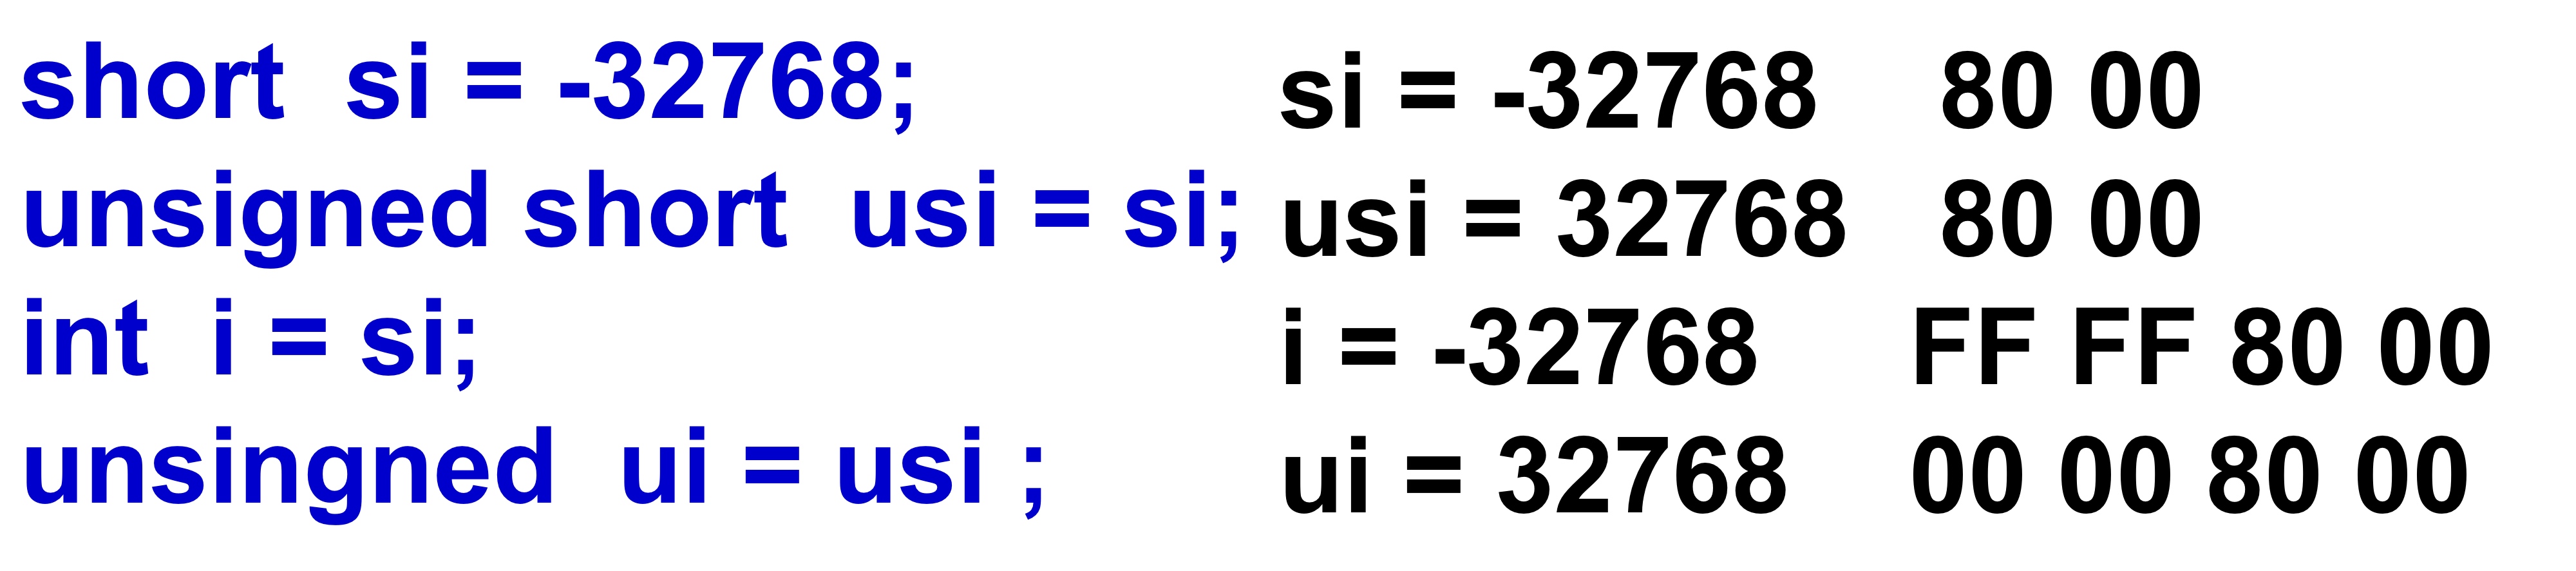 short  si = -32768; si = -32768 80 00
unsigned short  usi = si; usi = 32768 80 00
int  i = si; i = -32768 FF FF 80 00
unsingned  ui = usi ; ui = 32768 00 00 80 00